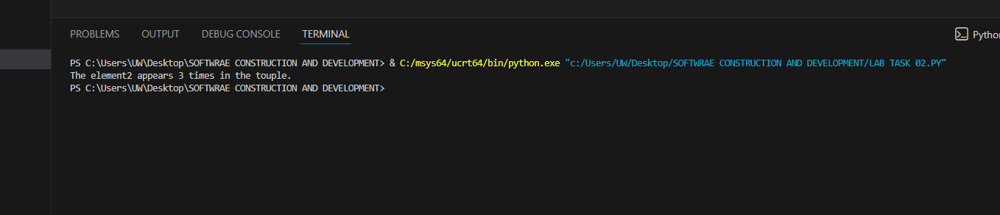 PROBLEMS OUTPUT DEBUG CONSOLE TERMINAL Python
PS C:\Users\UW\Desktop\SOFTWRAE CONSTRUCTION AND DEVELOPMENT> & C:/msys64/ucrt64/bin/python.exe "c:/Users/UW/Desktop/SOFTWRAE CONSTRUCTION AND DEVELOPMENT/LAB TASK 02.PY"
The element2 appears 3 times in the touple.
PS C:\Users\UW\Desktop\SOFTWRAE CONSTRUCTION AND DEVELOPMENT>